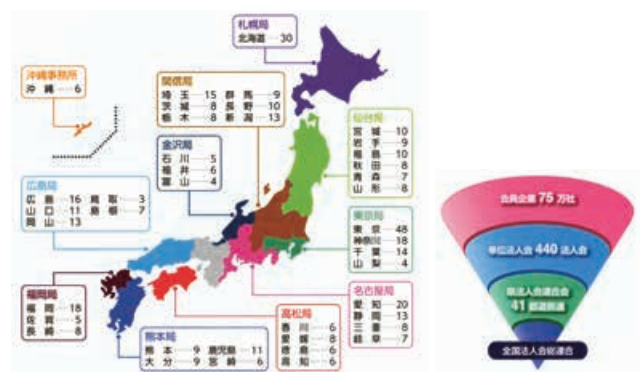 札幌局
北海道 30
沖縄事務所
沖縄 6
関信局
埼玉 15 群馬 9
茨城 8 長野 10
栃木 8 新潟 13
仙台局
宮城 10
岩手 9
福島 10
秋田 8
青森 7
山形 8
金沢局
石川 5
福井 6
富山 4
広島局
広島 16 鳥取 3
山口 11 島根 7
岡山 13
東京局
東京 48
神奈川 18
千葉 14
山梨 4
福岡局
福岡 18
佐賀 5
長崎 8
熊本局
熊本 9 鹿児島 11
大分 9 宮崎 6
高松局
香川 6
愛媛 8
徳島 6
高知 6
名古屋局
愛知 20
静岡 13
三重 8
岐阜 7
会員企業 75 万社
単位法人会 440 法人会
県法人会連合会
41 都道県連
全国法人会総連合